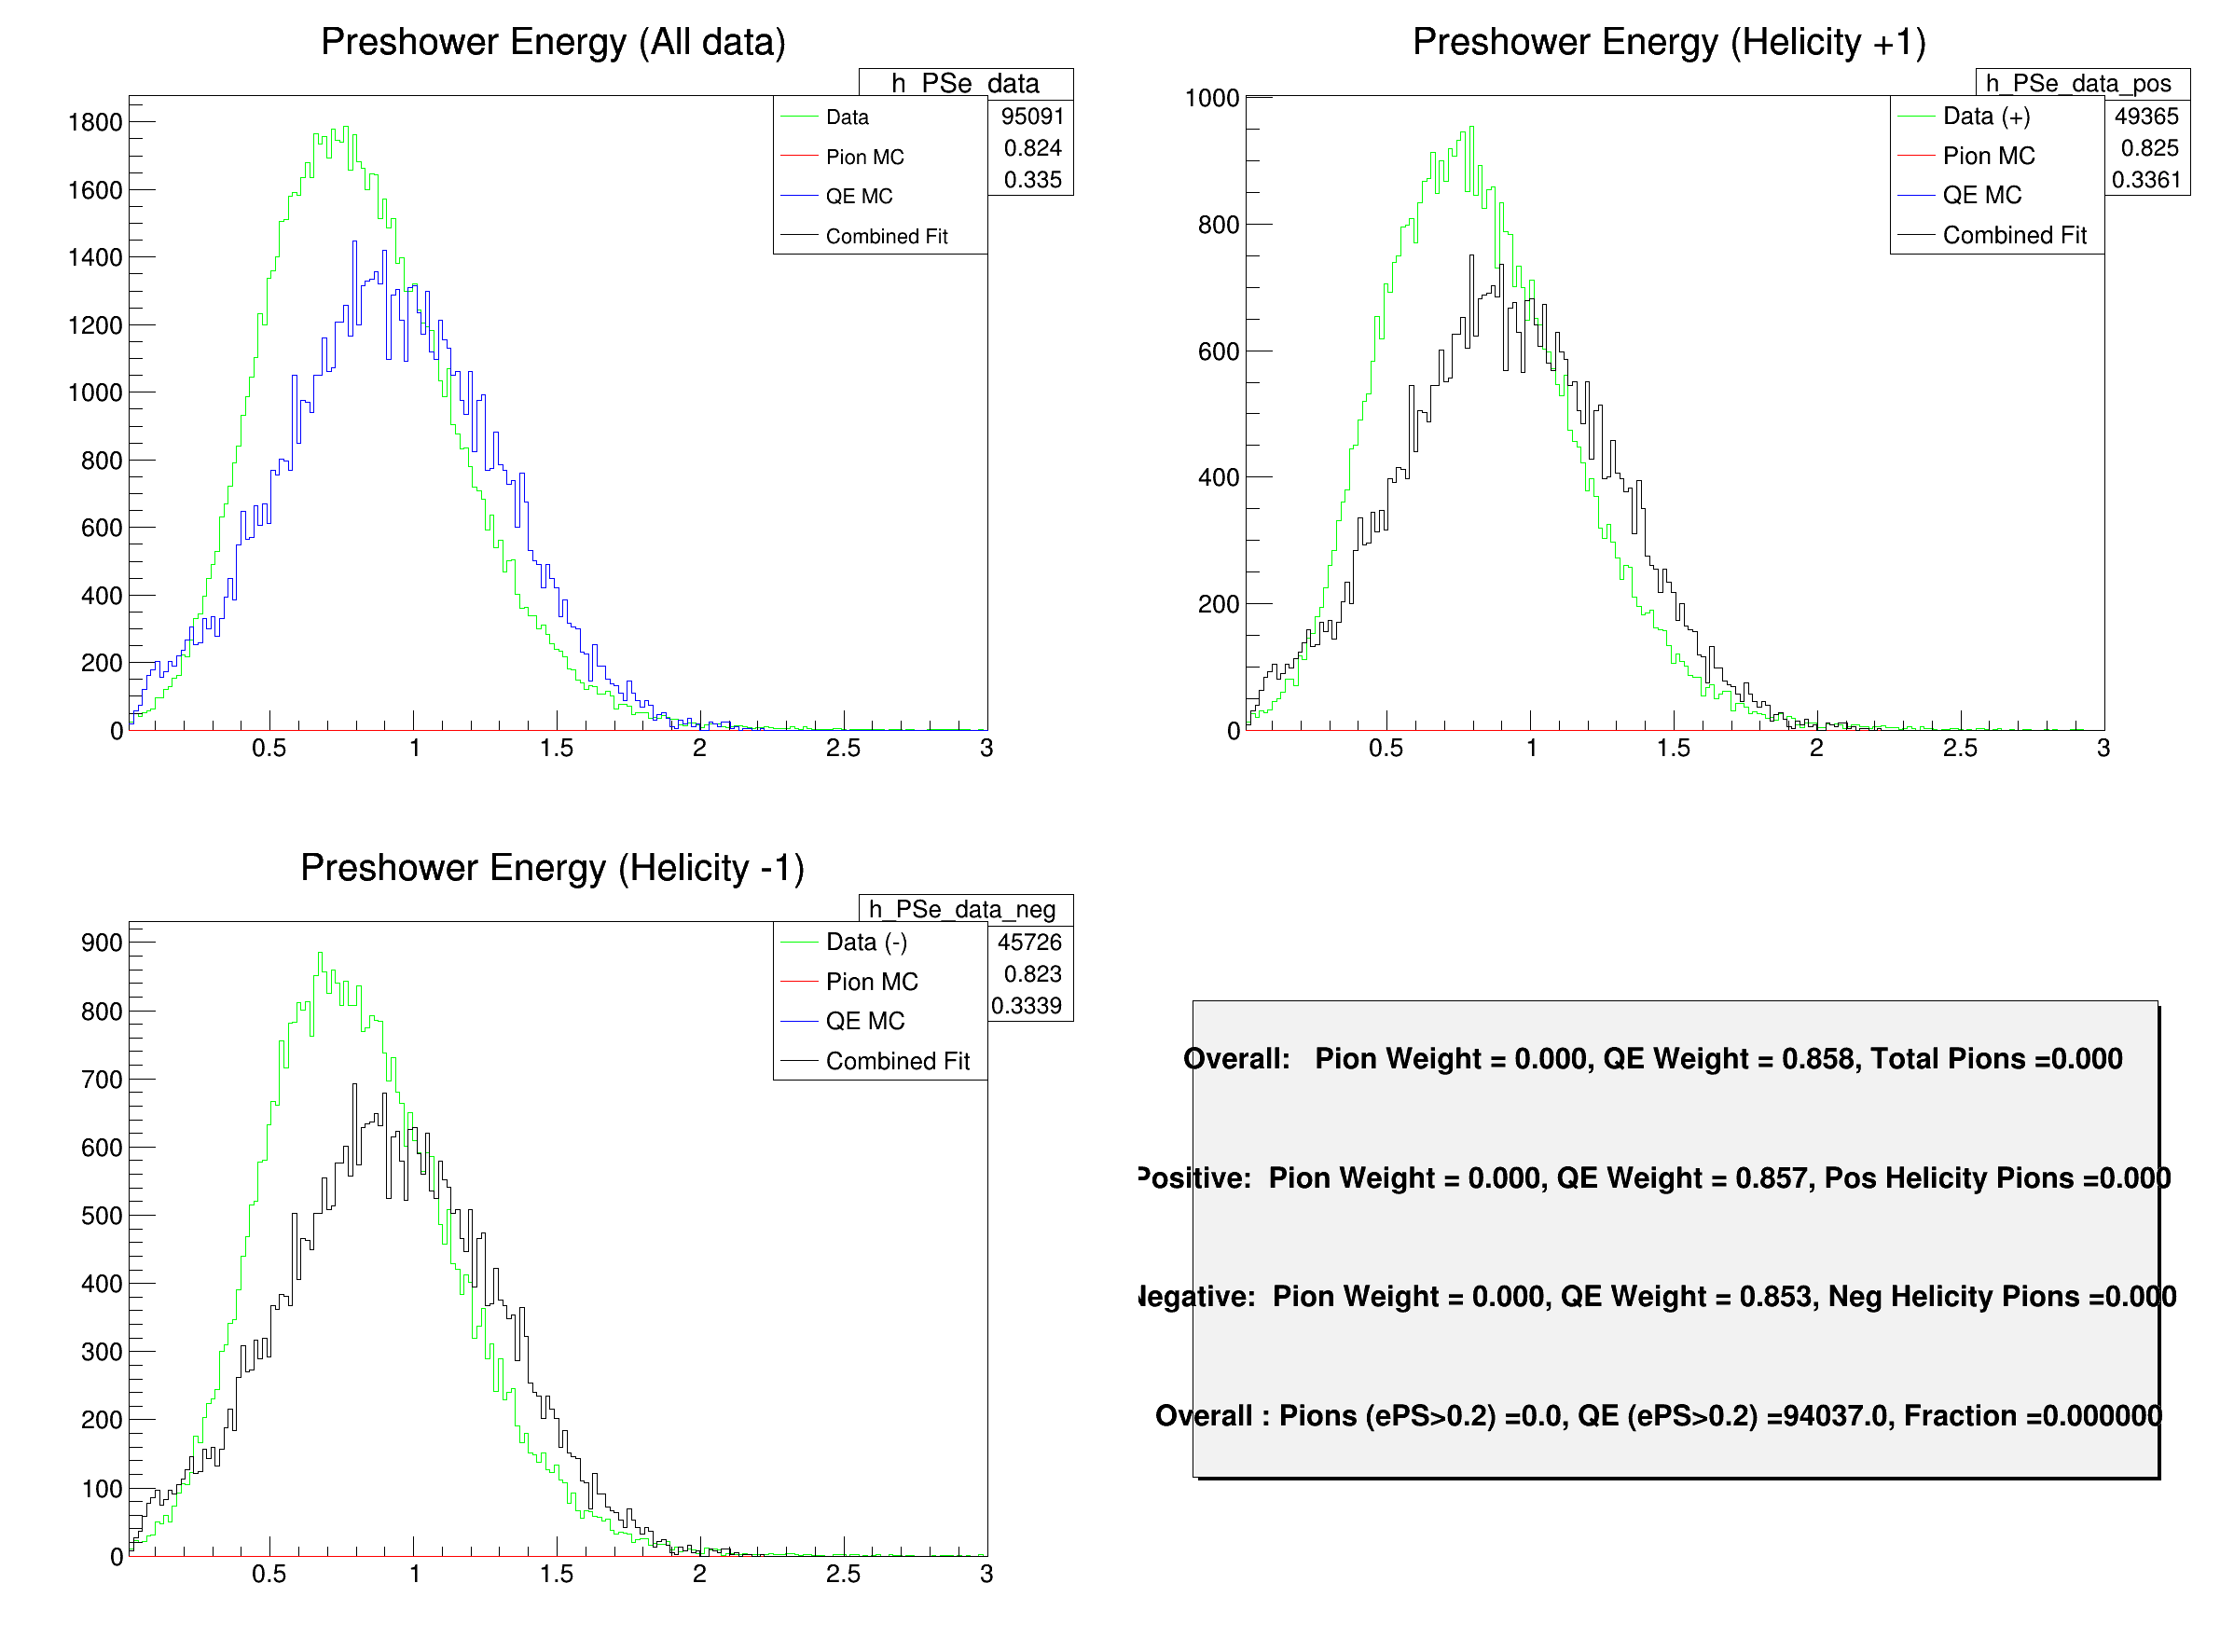 Preshower Energy (All data)
h_PSe_data
95091
0.824
0.335
Data
Pion MC
QE MC
Combined Fit
1800
1600
1400
1200
1000
800
600
400
200
0
0.5
1
1.5
2
2.5
3
Preshower Energy (Helicity +1)
h_PSe_data_pos
49365
0.825
0.3361
Data (+)
Pion MC
QE MC
Combined Fit
1000
800
600
400
200
0
0.5
1
1.5
2
2.5
3
Preshower Energy (Helicity -1)
h_PSe_data_neg
45726
0.823
0.3339
Data (-)
Pion MC
QE MC
Combined Fit
900
800
700
600
500
400
300
200
100
0
0.5
1
1.5
2
2.5
3
Overall: Pion Weight = 0.000, QE Weight = 0.858, Total Pions =0.000
Positive: Pion Weight = 0.000, QE Weight = 0.857, Pos Helicity Pions =0.000
Negative: Pion Weight = 0.000, QE Weight = 0.853, Neg Helicity Pions =0.000
Overall : Pions (ePS>0.2) =0.0, QE (ePS>0.2) =94037.0, Fraction =0.000000